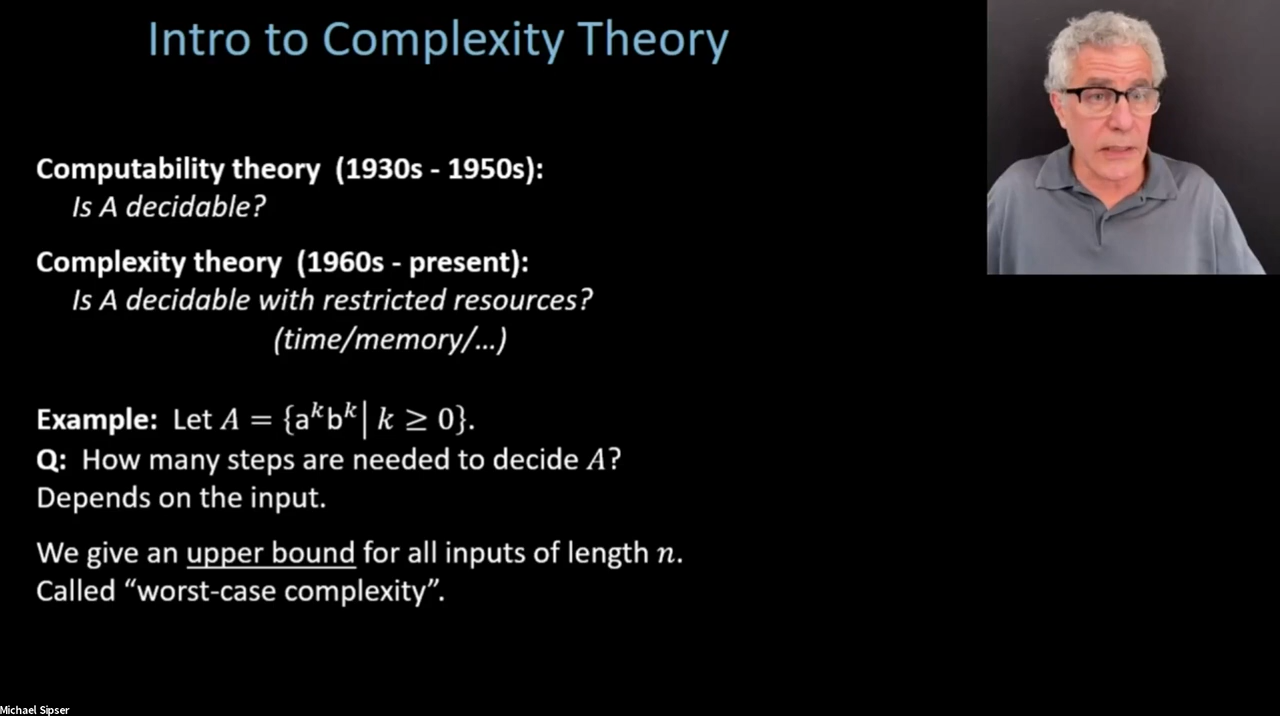 Intro to Complexity Theory
Computability theory (1930s - 1950s):
Is A decidable?
Complexity theory (1960s - present):
Is A decidable with restricted resources?
(time/memory/…)
Example: Let A = {aᵏbᵏ| k ≥ 0}.
Q: How many steps are needed to decide A?
Depends on the input.
We give an upper bound for all inputs of length n.
Called “worst-case complexity”.
Michael Sipser